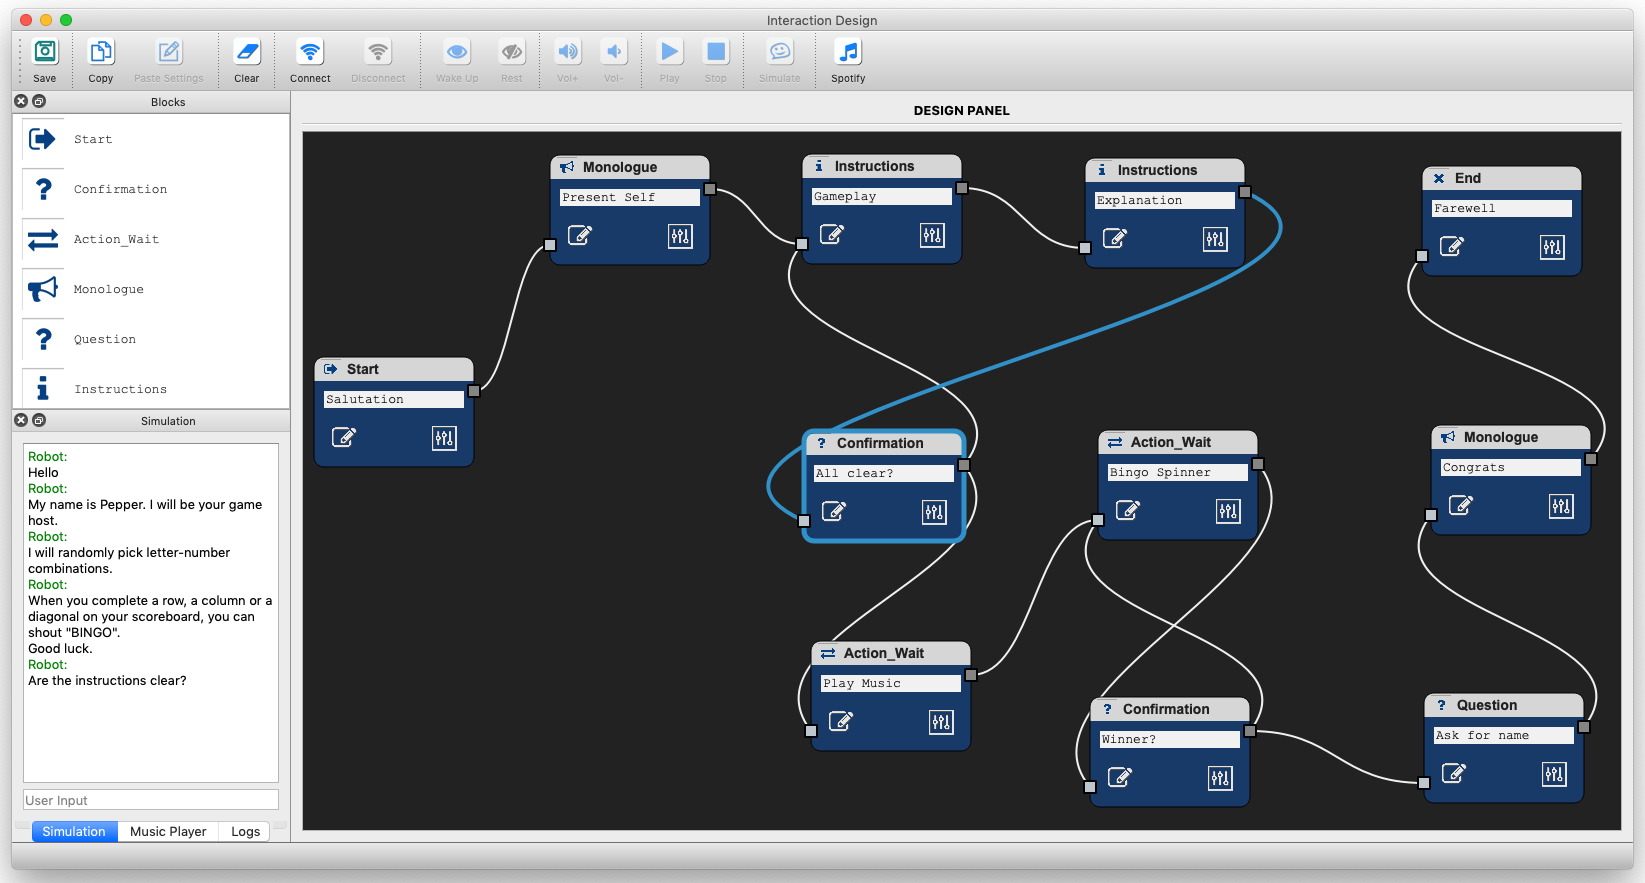 Interaction Design
Save
Copy
Paste Settings
Clear
Connect
Disconnect
Wake Up
Rest
Vol+
Vol-
Play
Stop
Simulate
Spotify
Blocks
Start
Confirmation
Action_Wait
Monologue
Question
Instructions
Simulation
Robot:
Hello
Robot:
My name is Pepper. I will be your game
host.
Robot:
I will randomly pick letter-number
combinations.
Robot:
When you complete a row, a column or a
diagonal on your scoreboard, you can
shout "BINGO".
Good luck.
Robot:
Are the instructions clear?
User Input
Simulation
Music Player
Logs
DESIGN PANEL
Monologue
Present Self
Instructions
Gameplay
Instructions
Explanation
End
Farewell
Start
Salutation
Confirmation
All clear?
Action_Wait
Bingo Spinner
Monologue
Congrats
Action_Wait
Play Music
Confirmation
Winner?
Question
Ask for name